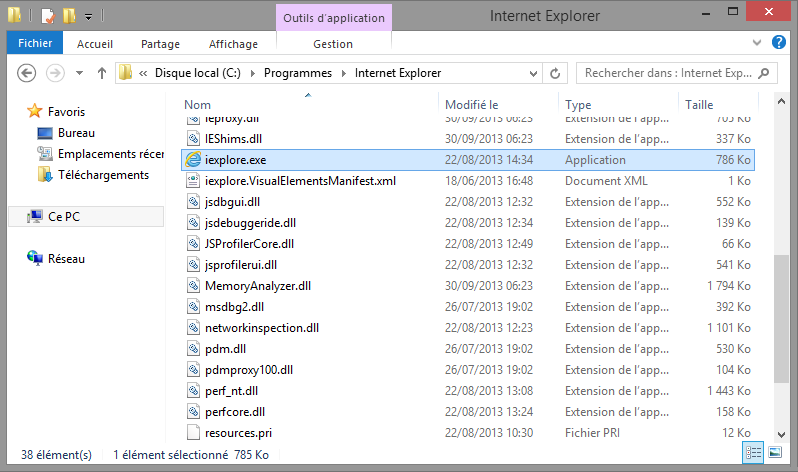 Outils d'application
Internet Explorer
Fichier Accueil Partage Affichage Gestion
« Disque local (C:) Programmes Internet Explorer Rechercher dans : Internet Exp...
Nom Modifié le Type Taille
Favoris
Bureau
Emplacements récen
Téléchargements
Ce PC
Réseau
ieproxy.dll 30/09/2013 06:23 Extension de l'app... 705 Ko
IEShims.dll 30/09/2013 06:23 Extension de l'app... 337 Ko
iexplore.exe 22/08/2013 14:34 Application 786 Ko
iexplore.VisualElementsManifest.xml 18/06/2013 16:48 Document XML 1 Ko
jsdbgui.dll 22/08/2013 12:32 Extension de l'app... 552 Ko
jsdebuggeride.dll 22/08/2013 12:34 Extension de l'app... 139 Ko
JSProfilerCore.dll 22/08/2013 12:49 Extension de l'app... 66 Ko
jsprofilerui.dll 22/08/2013 12:32 Extension de l'app... 541 Ko
MemoryAnalyzer.dll 30/09/2013 06:23 Extension de l'app... 1 794 Ko
msdbg2.dll 26/07/2013 19:02 Extension de l'app... 392 Ko
networkinspection.dll 22/08/2013 12:23 Extension de l'app... 1 101 Ko
pdm.dll 26/07/2013 19:02 Extension de l'app... 530 Ko
pdmproxy100.dll 26/07/2013 19:02 Extension de l'app... 104 Ko
perf_nt.dll 22/08/2013 13:08 Extension de l'app... 1 443 Ko
perfcore.dll 22/08/2013 13:24 Extension de l'app... 158 Ko
resources.pri 22/08/2013 10:30 Fichier PRI 12 Ko
38 élément(s) 1 élément sélectionné 785 Ko